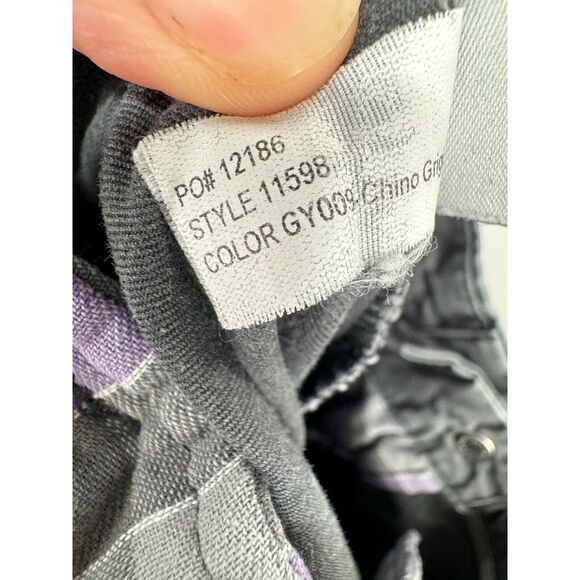 PO# 12186
STYLE 11598
COLOR GY009 Chino